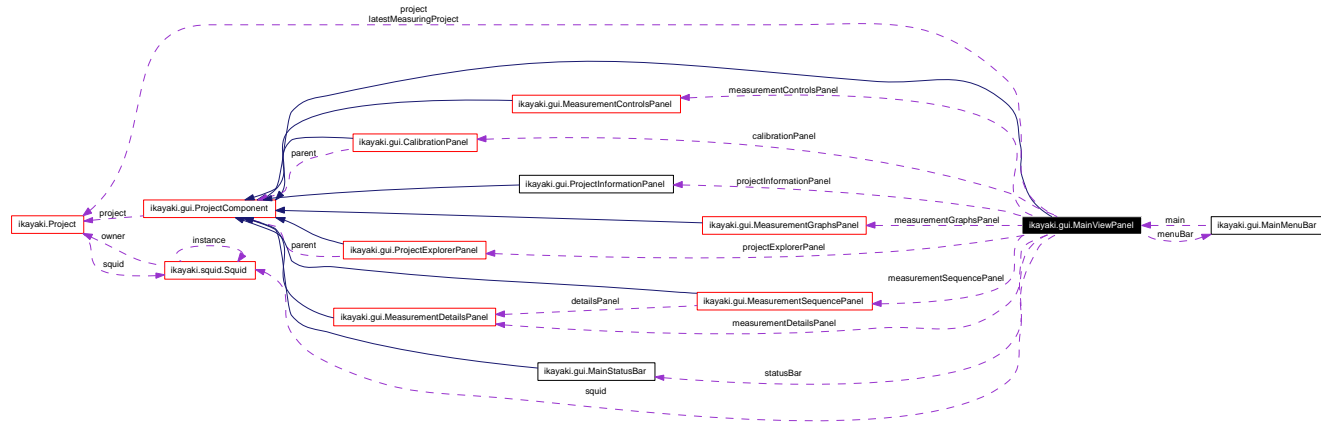 project
latestMeasuringProject
measurementControlsPanel
ikayaki.gui.MeasurementControlsPanel
calibrationPanel
ikayaki.gui.CalibrationPanel
parent
projectInformationPanel
ikayaki.gui.ProjectInformationPanel
ikayaki.gui.ProjectComponent
project
ikayaki.Project
measurementGraphsPanel
ikayaki.gui.MeasurementGraphsPanel
ikayaki.gui.MainViewPanel
main
ikayaki.gui.MainMenuBar
menuBar
owner
instance
parent
ikayaki.gui.ProjectExplorerPanel
projectExplorerPanel
squid
ikayaki.squid.Squid
measurementSequencePanel
detailsPanel
ikayaki.gui.MeasurementSequencePanel
ikayaki.gui.MeasurementDetailsPanel
measurementDetailsPanel
ikayaki.gui.MainStatusBar
statusBar
squid